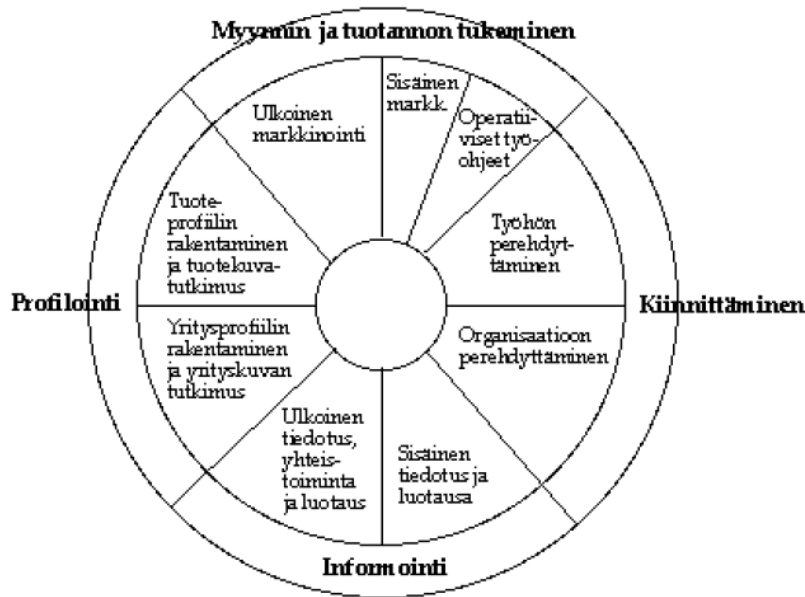 Myynnin ja tuotannon tukeminen
Ulkoinen
markkinointi
Sisäinen
markk.
Operatii-
viset työ-
ohjeet
Tuote-
profiilin
rakentaminen
ja tuotekuva-
tutkimus
Työhön
perehdyt-
täminen
Profilointi
Kiinnittäminen
Yritysprofiilin
rakentaminen
ja yrityskuvan
tutkimus
Organisaatioon
perehdyttäminen
Ulkoinen
tiedotus,
yhteis-
toiminta
ja luotaus
Sisäinen
tiedotus ja
luotausa
Informointi